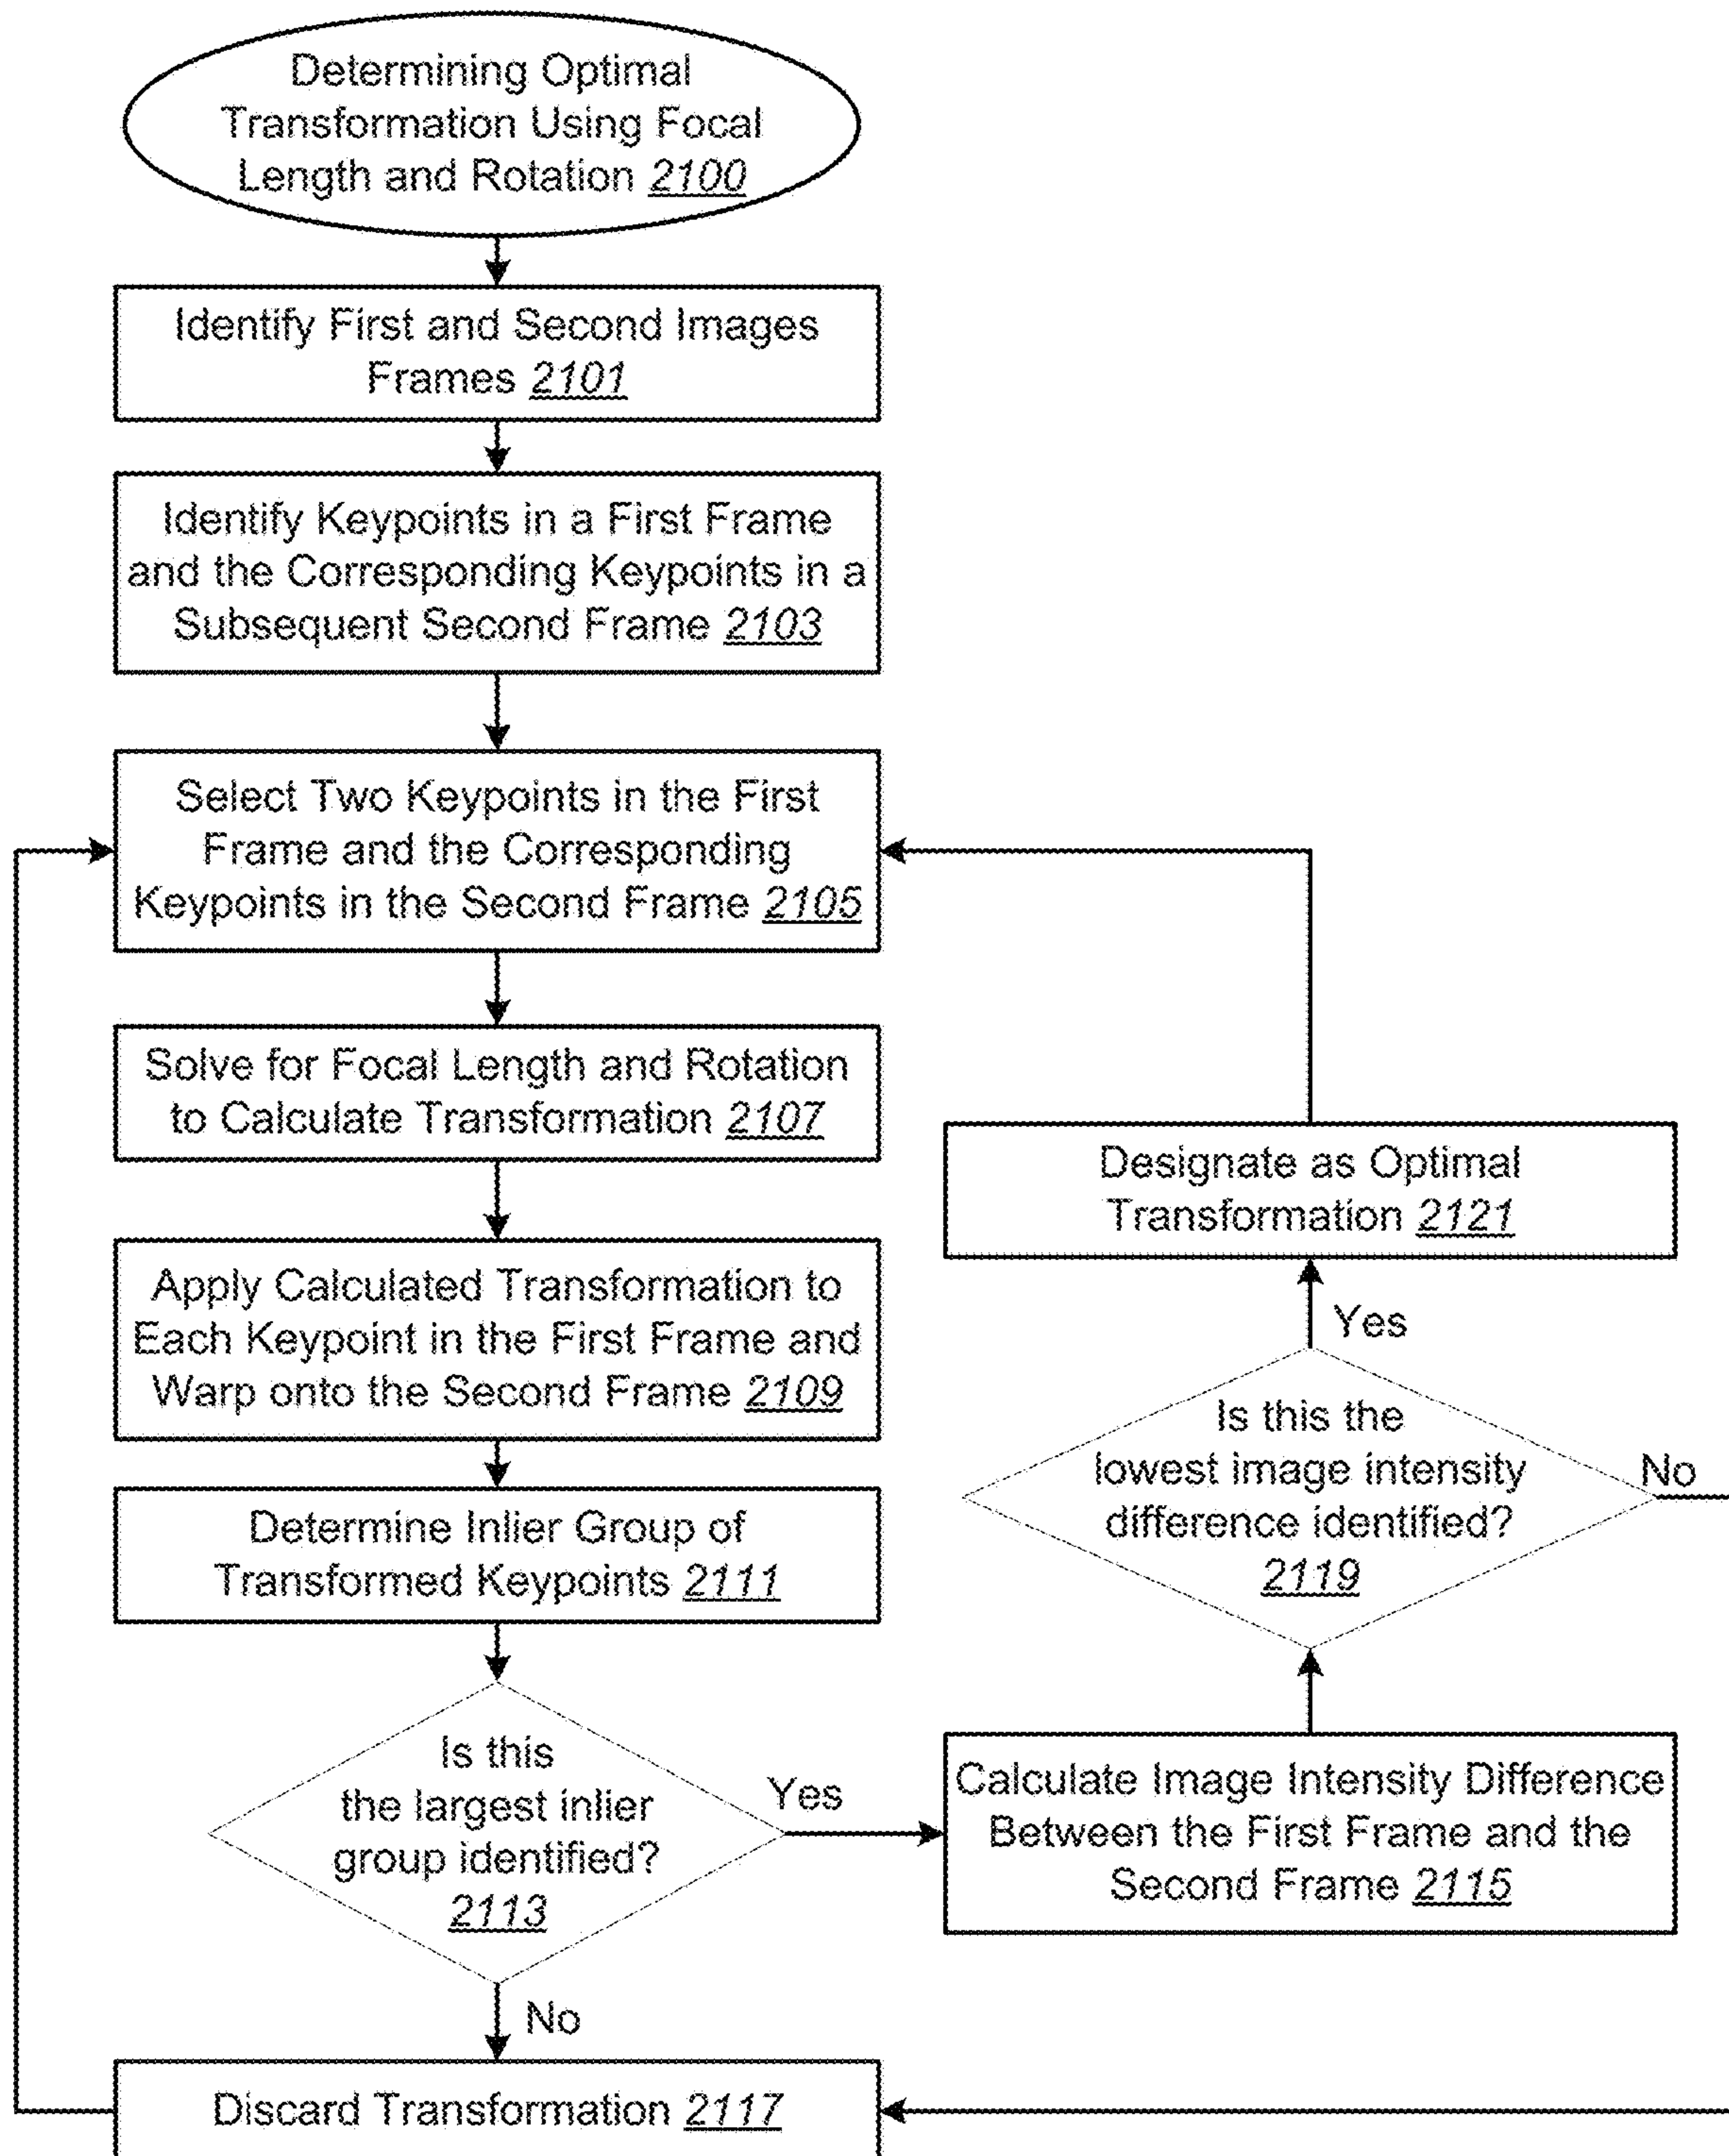 Determining Optimal
Transformation Using Focal
Length and Rotation 2100
Identify First and Second Images
Frames 2101
Identify Keypoints in a First Frame
and the Corresponding Keypoints in a
Subsequent Second Frame 2103
Select Two Keypoints in the First
Frame and the Corresponding
Keypoints in the Second Frame 2105
Solve for Focal Length and Rotation
to Calculate Transformation 2107
Apply Calculated Transformation to
Each Keypoint in the First Frame and
Warp onto the Second Frame 2109
Determine Inlier Group of
Transformed Keypoints 2111
Is this
the largest inlier
group identified?
2113
Yes
No
Discard Transformation 2117
Calculate Image Intensity Difference
Between the First Frame and the
Second Frame 2115
Is this the
lowest image intensity
difference identified?
2119
No
Yes
Designate as Optimal
Transformation 2121